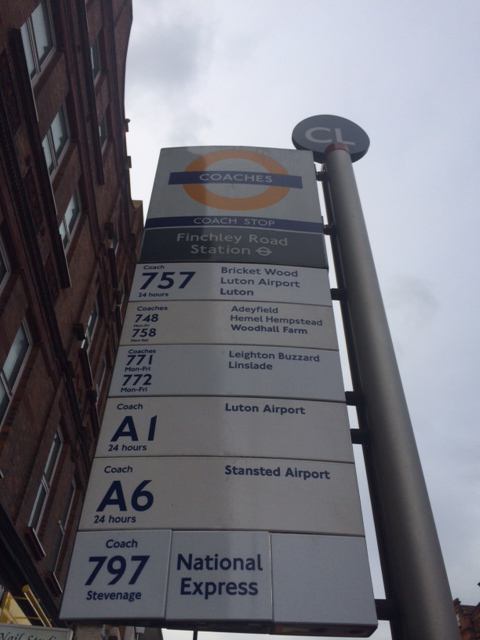 CL
COACHES
COACH STOP
Finchley Road
Station
Coach
757
24 hours
Bricket Wood
Luton Airport
Luton
Coaches
748
Mon-Fri
758
Adeyfield
Hemel Hempstead
Woodhall Farm
Coaches
771
Mon-Fri
772
Mon-Fri
Leighton Buzzard
Linslade
Coach
A1
24 hours
Luton Airport
Coach
A6
24 hours
Stansted Airport
Coach
797
Stevenage
National
Express